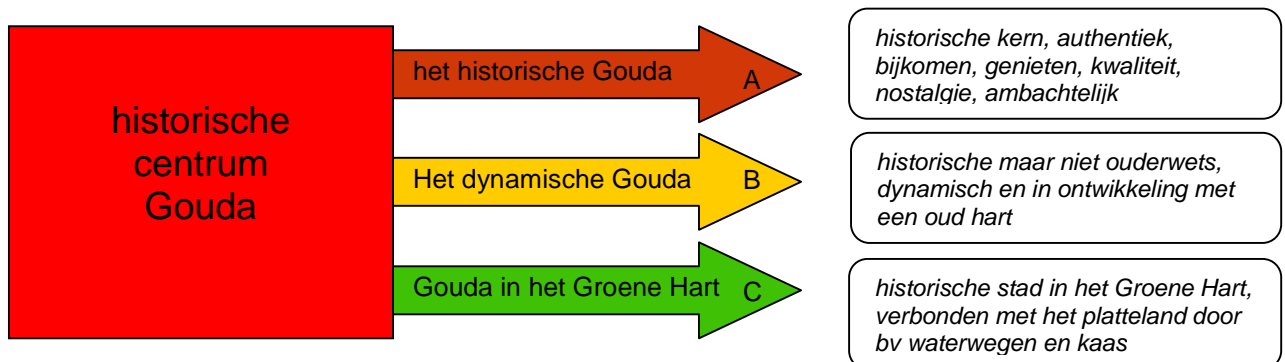 historische
centrum
Gouda
het historische Gouda A
historische kern, authentiek,
bijkomen, genieten, kwaliteit,
nostalgie, ambachtelijk
Het dynamische Gouda B
historische maar niet ouderwets,
dynamisch en in ontwikkeling met
een oud hart
Gouda in het Groene Hart C
historische stad in het Groene Hart,
verbonden met het platteland door
bv waterwegen en kaas